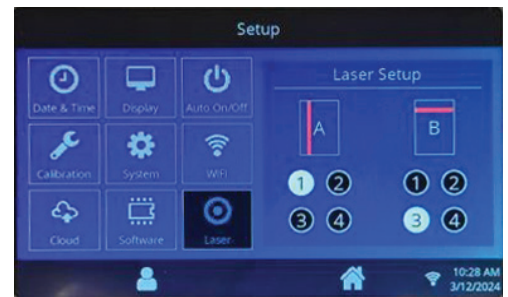 Setup
Date & Time
Display
Auto On/Off
Calibration
System
WiFi
Cloud
Software
Laser
Laser Setup
A
B
1 2
1 2
3 4
3 4
10:28 AM
3/12/2024